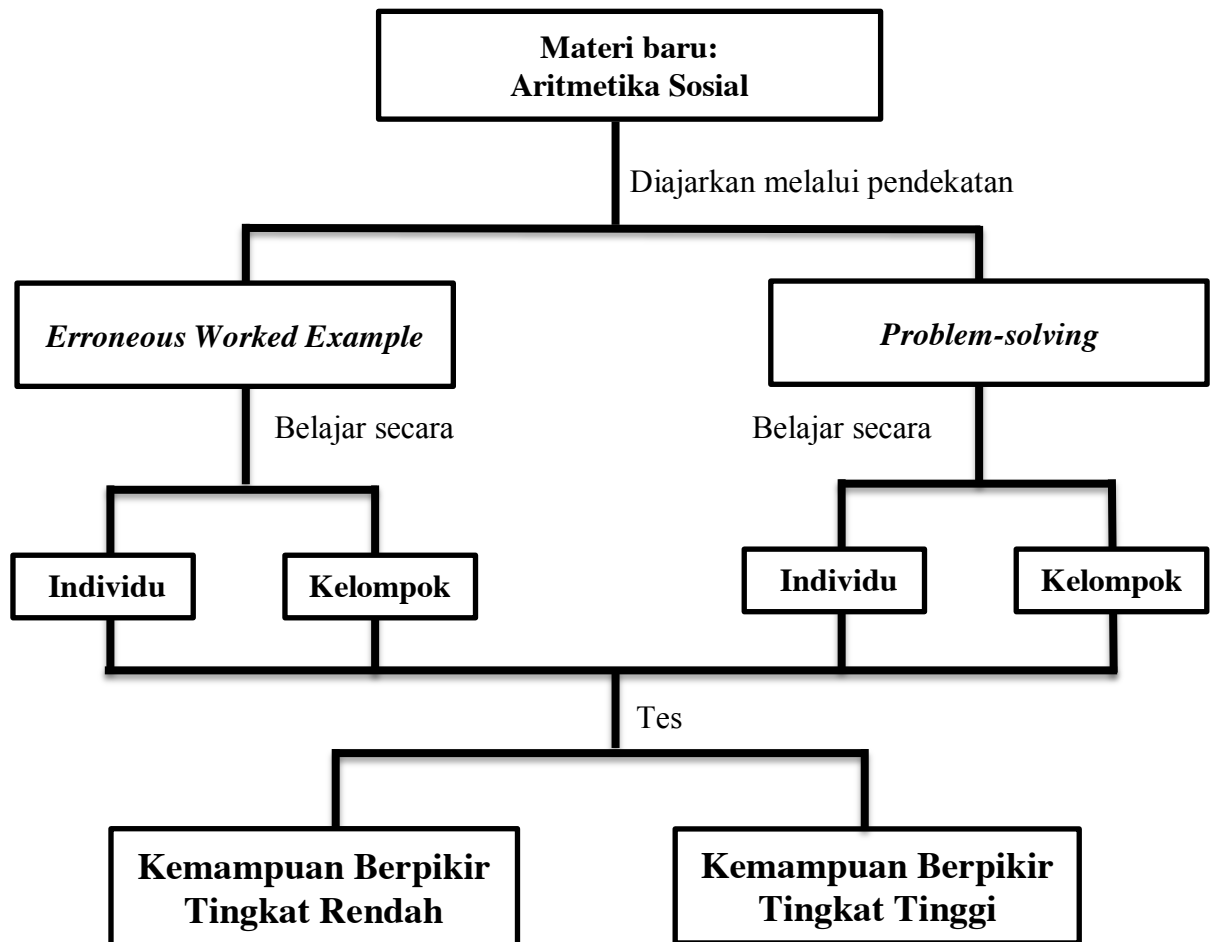 Materi baru:
Aritmetika Sosial
Diajarkan melalui pendekatan
Erroneous Worked Example
Problem-solving
Belajar secara
Belajar secara
Individu
Kelompok
Individu
Kelompok
Tes
Kemampuan Berpikir
Tingkat Rendah
Kemampuan Berpikir
Tingkat Tinggi